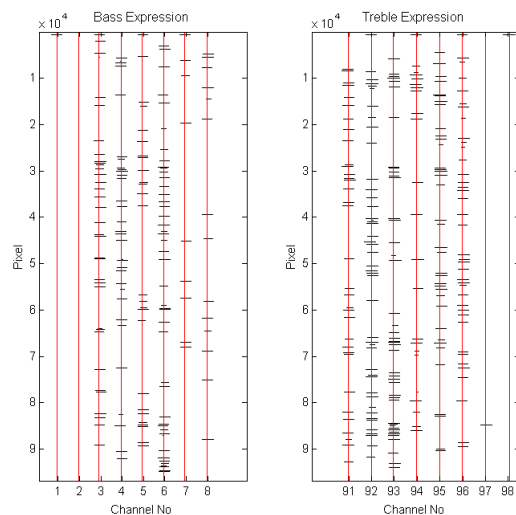 Bass Expression
Treble Expression
x 10⁴
x 10⁴
1
2
3
4
5
6
7
8
9
Pixel
1 2 3 4 5 6 7 8
Channel No
1
2
3
4
5
6
7
8
9
Pixel
91 92 93 94 95 96 97 98
Channel No